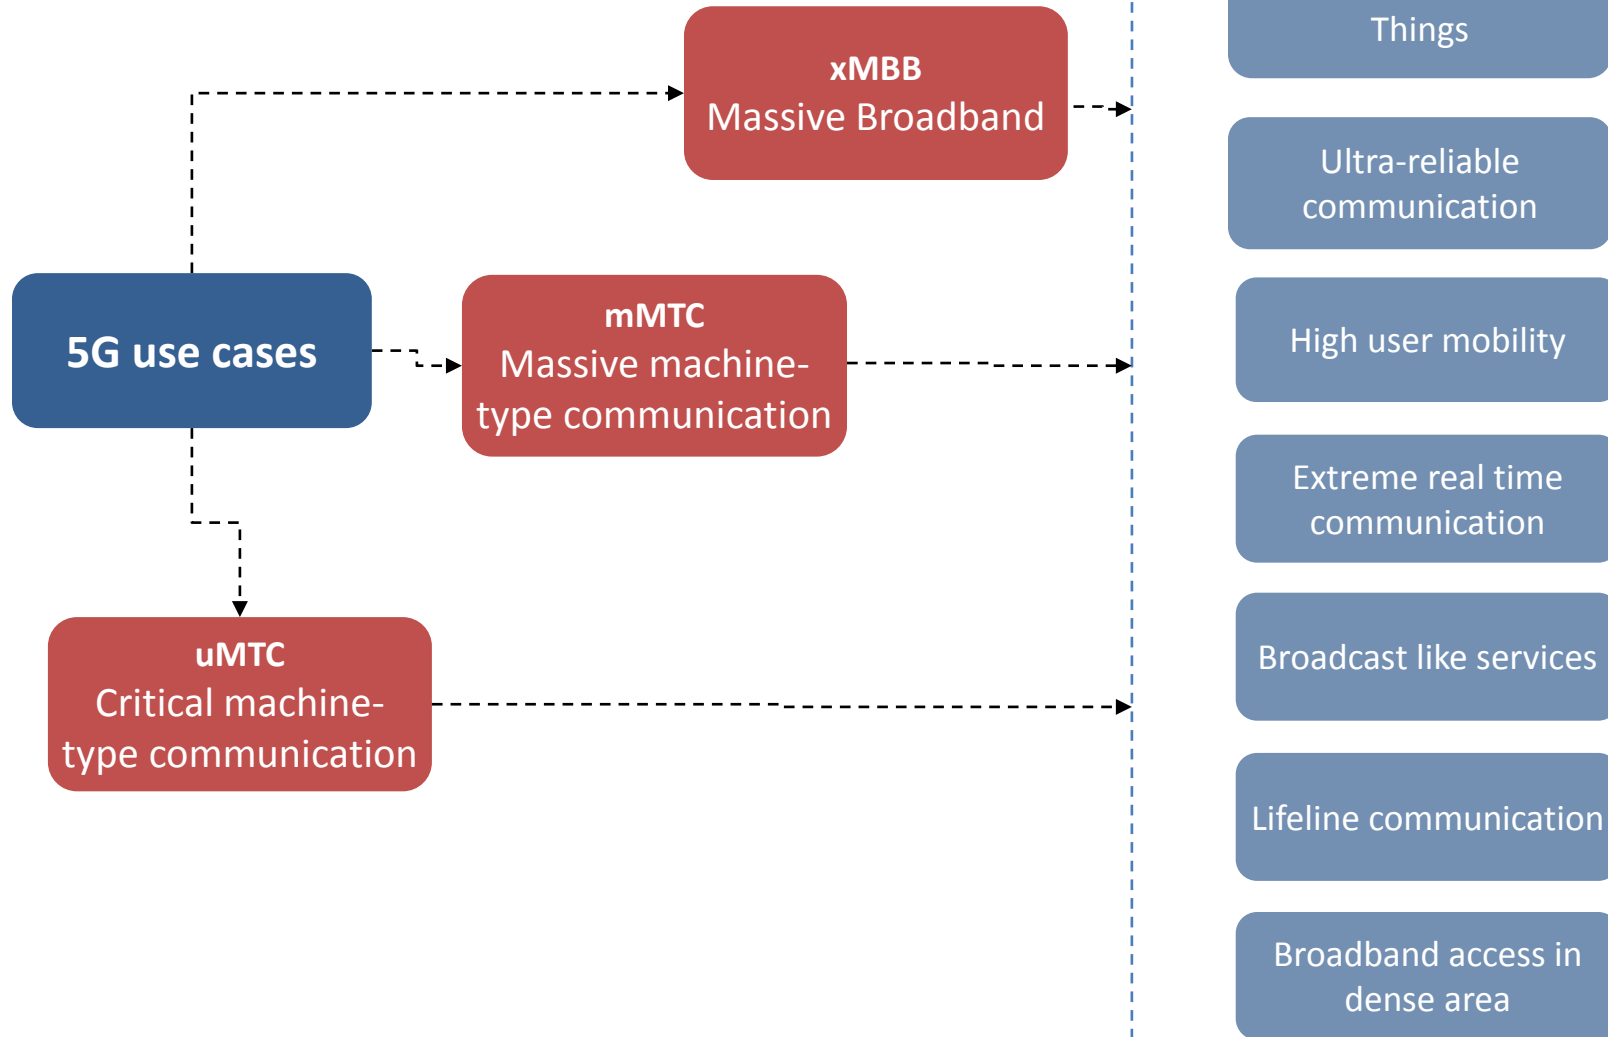 xMBB
Massive Broadband
5G use cases
mMTC
Massive machine-
type communication
uMTC
Critical machine-
type communication
Things
Ultra-reliable
communication
High user mobility
Extreme real time
communication
Broadcast like services
Lifeline communication
Broadband access in
dense area